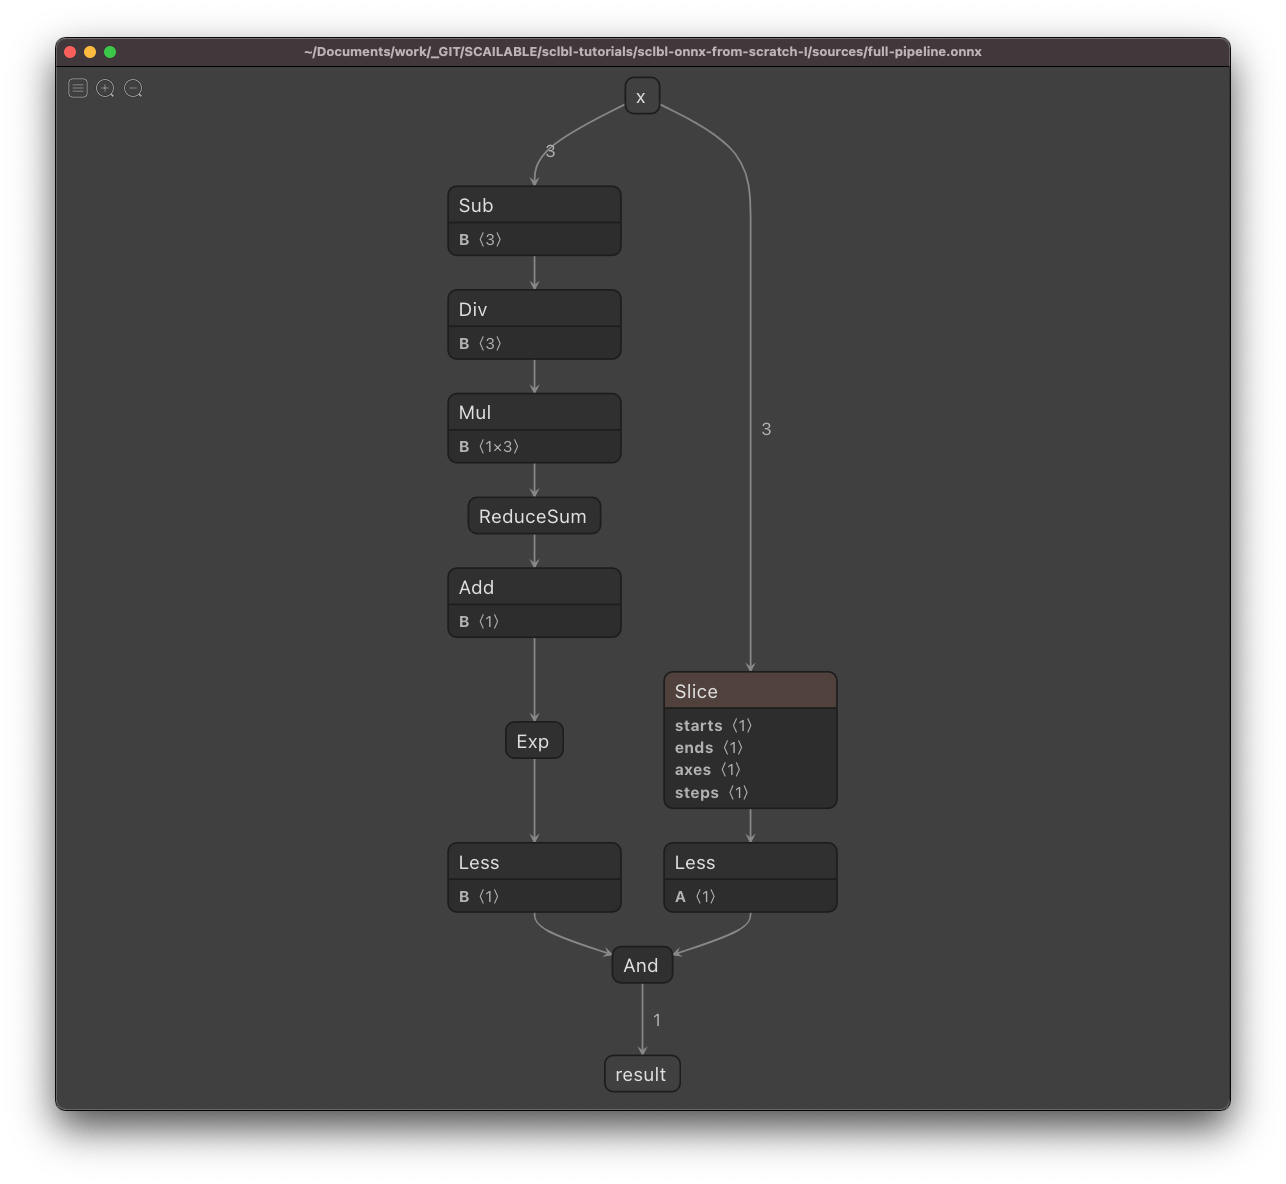 ~/Documents/work/_GIT/SCAILABLE/sclbl-tutorials/sclbl-onnx-from-scratch-I/sources/full-pipeline.onnx
x
3
Sub
B ⟨3⟩
Div
B ⟨3⟩
Mul
B ⟨1×3⟩
3
ReduceSum
Add
B ⟨1⟩
Slice
starts ⟨1⟩
ends ⟨1⟩
axes ⟨1⟩
steps ⟨1⟩
Exp
Less
B ⟨1⟩
Less
A ⟨1⟩
And
1
result